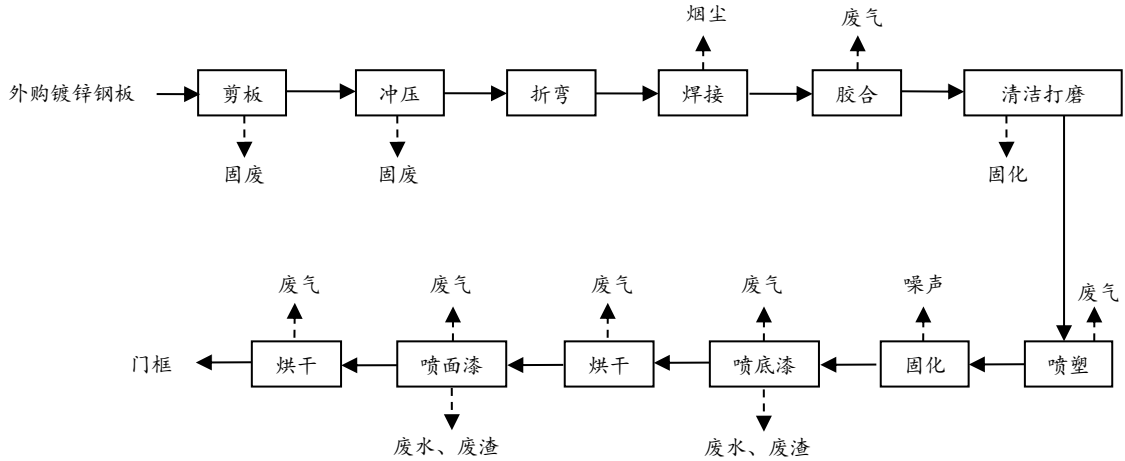 烟尘
废气
外购镀锌钢板
剪板
冲压
折弯
焊接
胶合
清洁打磨
固废
固废
固化
废气
废气
废气
废气
噪声
废气
门框
烘干
喷面漆
烘干
喷底漆
固化
喷塑
废水、废渣
废水、废渣